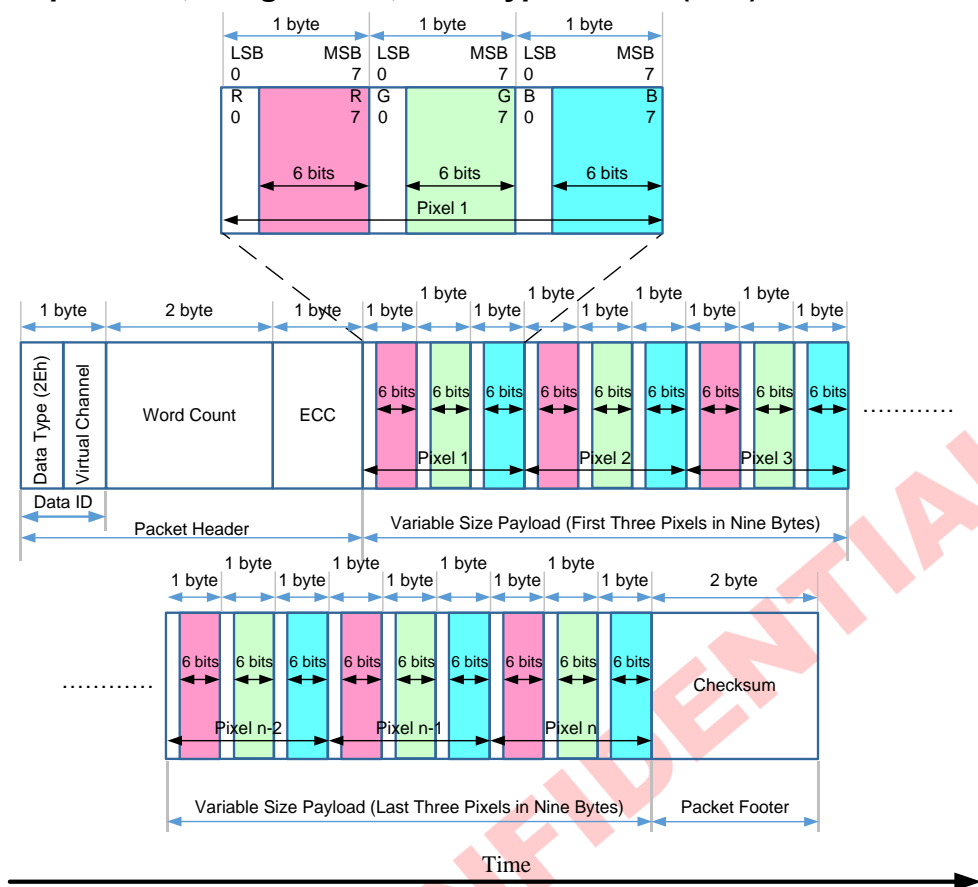 1 byte 1 byte 1 byte
LSB MSB LSB MSB LSB MSB
0 7 0 7 0 7
R R G G B B
0 7 0 7 0 7
6 bits 6 bits 6 bits
Pixel 1
1 byte 1 byte 1 byte 1 byte
1 byte 2 byte 1 byte 1 byte 1 byte 1 byte 1 byte 1 byte
Data Type (2Eh)
Virtual Channel
Word Count
ECC
6 bits 6 bits 6 bits 6 bits 6 bits 6 bits 6 bits 6 bits 6 bits
............
Pixel 1 Pixel 2 Pixel 3
Data ID
Packet Header
Variable Size Payload (First Three Pixels in Nine Bytes)
1 byte 1 byte 1 byte
1 byte 1 byte 1 byte 1 byte 1 byte 1 byte 2 byte
6 bits 6 bits 6 bits 6 bits 6 bits 6 bits 6 bits 6 bits 6 bits
............
Checksum
Pixel n-2 Pixel n-1 Pixel n
Variable Size Payload (Last Three Pixels in Nine Bytes)
Packet Footer
Time